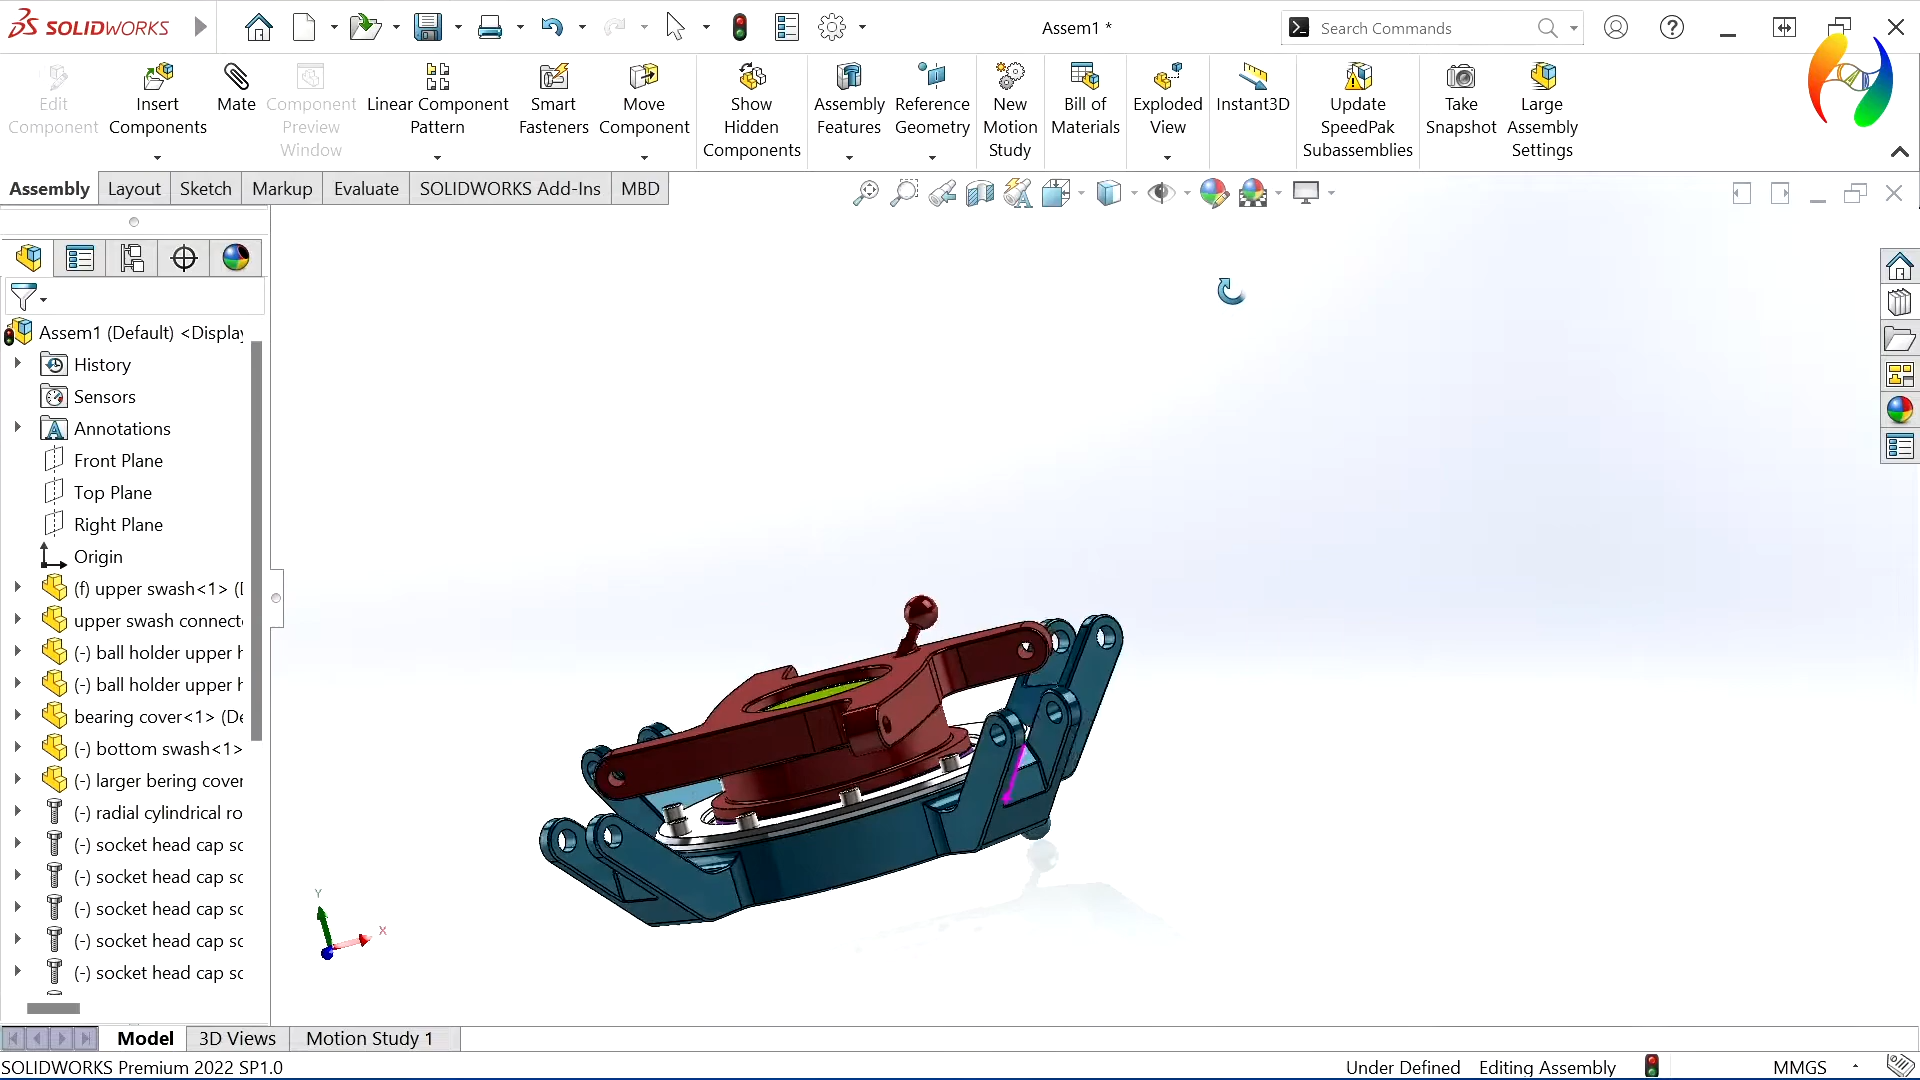 SOLIDWORKS
Assem1 *
Search Commands
Edit
Component
Insert
Components
Mate
Component
Preview
Window
Linear Component
Pattern
Smart
Fasteners
Move
Component
Show
Hidden
Components
Assembly
Features
Reference
Geometry
New
Motion
Study
Bill of
Materials
Exploded
View
Instant3D
Update
SpeedPak
Subassemblies
Take
Snapshot
Large
Assembly
Settings
Assembly
Layout
Sketch
Markup
Evaluate
SOLIDWORKS Add-Ins
MBD
Assem1 (Default) <Display
History
Sensors
Annotations
Front Plane
Top Plane
Right Plane
Origin
(f) upper swash<1> (
upper swash connect
(-) ball holder upper
(-) ball holder upper
bearing cover<1> (De
(-) bottom swash<1>
(-) larger bering cover
(-) radial cylindrical ro
(-) socket head cap sc
(-) socket head cap sc
(-) socket head cap sc
(-) socket head cap sc
(-) socket head cap sc
Y
X
Model
3D Views
Motion Study 1
SOLIDWORKS Premium 2022 SP1.0
Under Defined
Editing Assembly
MMGS